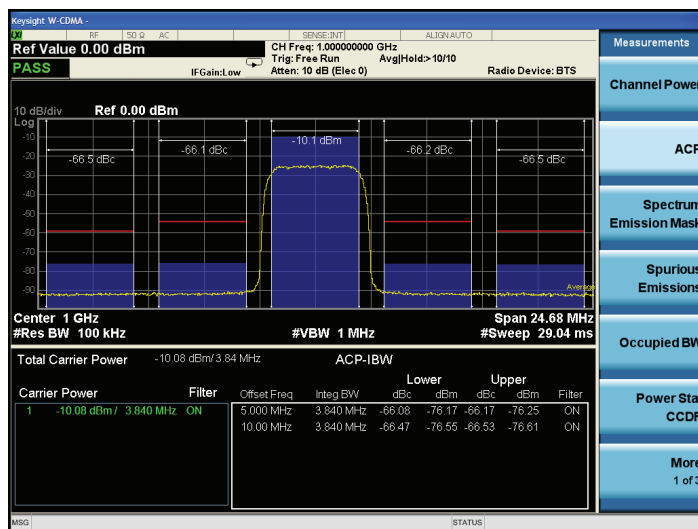 Keysight W-CDMA -
RF 50 Ω AC SENSE:INT ALIGN AUTO
Ref Value 0.00 dBm
CH Freq: 1.000000000 GHz
Trig: Free Run Avg|Hold:>10/10
PASS IFGain:Low Atten: 10 dB (Elec 0) Radio Device: BTS
10 dB/div Ref 0.00 dBm
Log
-10
-20
-30
-40
-50
-60
-70
-80
-90
-66.5 dBc -66.1 dBc -10.1 dBm -66.2 dBc -66.5 dBc
Average
Center 1 GHz Span 24.68 MHz
#Res BW 100 kHz #VBW 1 MHz #Sweep 29.04 ms
Total Carrier Power -10.08 dBm/ 3.84 MHz ACP-IBW
Lower Upper
Carrier Power Filter Offset Freq Integ BW dBc dBm dBc dBm Filter
1 -10.08 dBm / 3.840 MHz ON 5.000 MHz 3.840 MHz -66.08 -76.17 -66.17 -76.25 ON
10.00 MHz 3.840 MHz -66.47 -76.55 -66.53 -76.61 ON
MSG STATUS
Measurements
Channel Power
ACP
Spectrum
Emission Mask
Spurious
Emissions
Occupied BW
Power Sta
CCDF
More
1 of 3